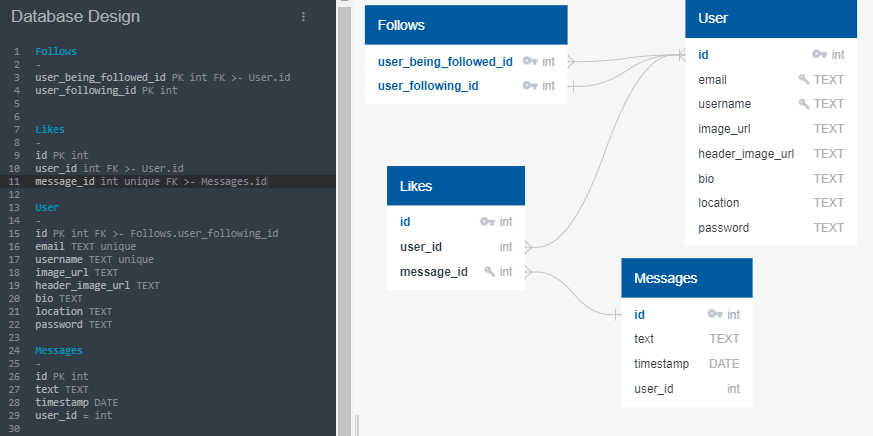 Database Design
1 Follows
2 -
3 user_being_followed_id PK int FK >- User.id
4 user_following_id PK int
5
6
7 Likes
8 -
9 id PK int
10 user_id int FK >- User.id
11 message_id int unique FK >- Messages.id
12
13 User
14 -
15 id PK int FK >- Follows.user_following_id
16 email TEXT unique
17 username TEXT unique
18 image_url TEXT
19 header_image_url TEXT
20 bio TEXT
21 location TEXT
22 password TEXT
23
24 Messages
25 -
26 id PK int
27 text TEXT
28 timestamp DATE
29 user_id = int
30
Follows
user_being_followed_id int
user_following_id int
Likes
id int
user_id int
message_id int
User
id int
email TEXT
username TEXT
image_url TEXT
header_image_url TEXT
bio TEXT
location TEXT
password TEXT
Messages
id int
text TEXT
timestamp DATE
user_id int